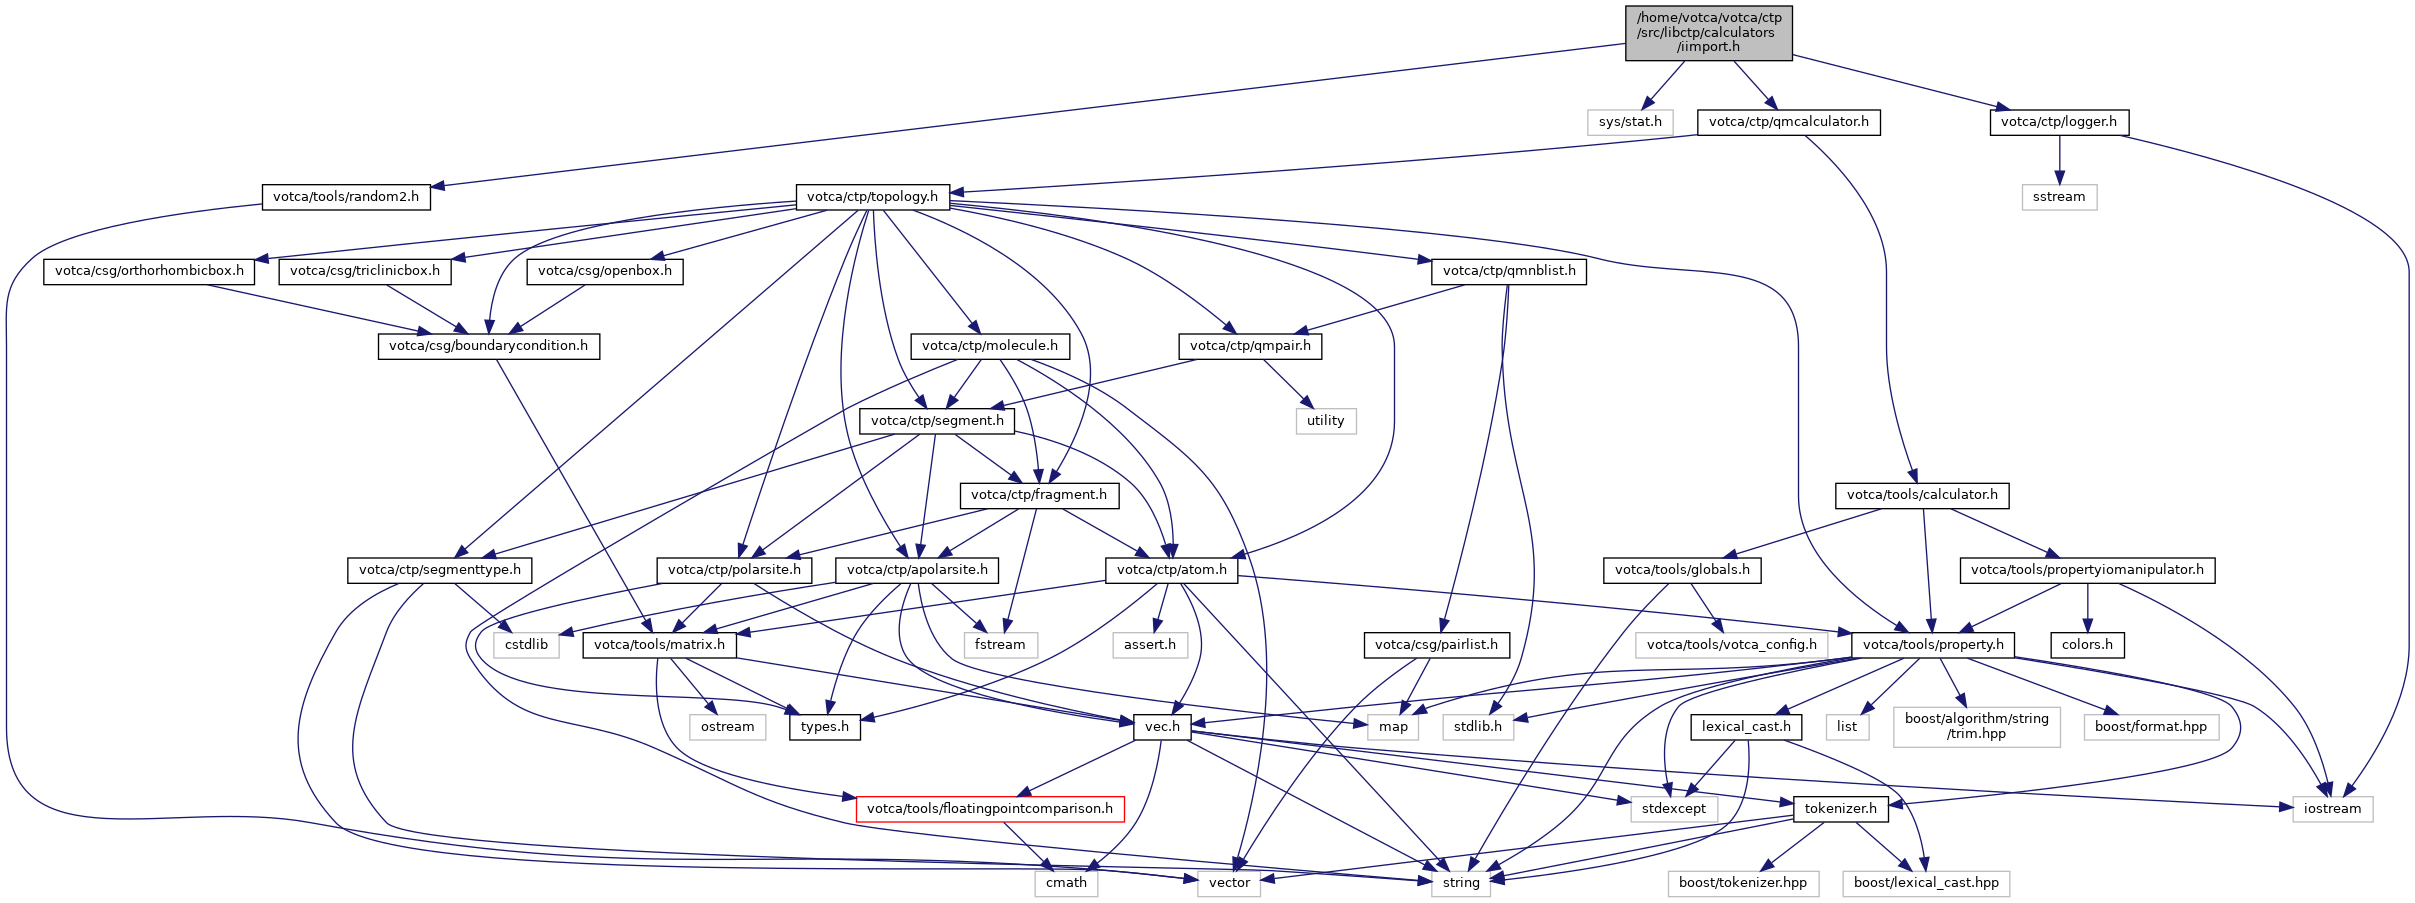 /home/votca/votca/ctp
/src/libctp/calculators
/iimport.h
sys/stat.h
votca/ctp/qmcalculator.h
votca/ctp/logger.h
votca/tools/random2.h
votca/ctp/topology.h
sstream
votca/csg/orthorhombicbox.h
votca/csg/triclinicbox.h
votca/csg/openbox.h
votca/ctp/qmnblist.h
votca/csg/boundarycondition.h
votca/ctp/molecule.h
votca/ctp/qmpair.h
votca/ctp/segment.h
utility
votca/ctp/fragment.h
votca/tools/calculator.h
votca/ctp/segmenttype.h
votca/ctp/polarsite.h
votca/ctp/apolarsite.h
votca/ctp/atom.h
votca/tools/globals.h
votca/tools/propertyiomanipulator.h
cstdlib
votca/tools/matrix.h
fstream
assert.h
votca/csg/pairlist.h
votca/tools/votca_config.h
votca/tools/property.h
colors.h
ostream
types.h
vec.h
map
stdlib.h
lexical_cast.h
list
boost/algorithm/string
/trim.hpp
boost/format.hpp
votca/tools/floatingpointcomparison.h
stdexcept
tokenizer.h
iostream
cmath
vector
string
boost/tokenizer.hpp
boost/lexical_cast.hpp